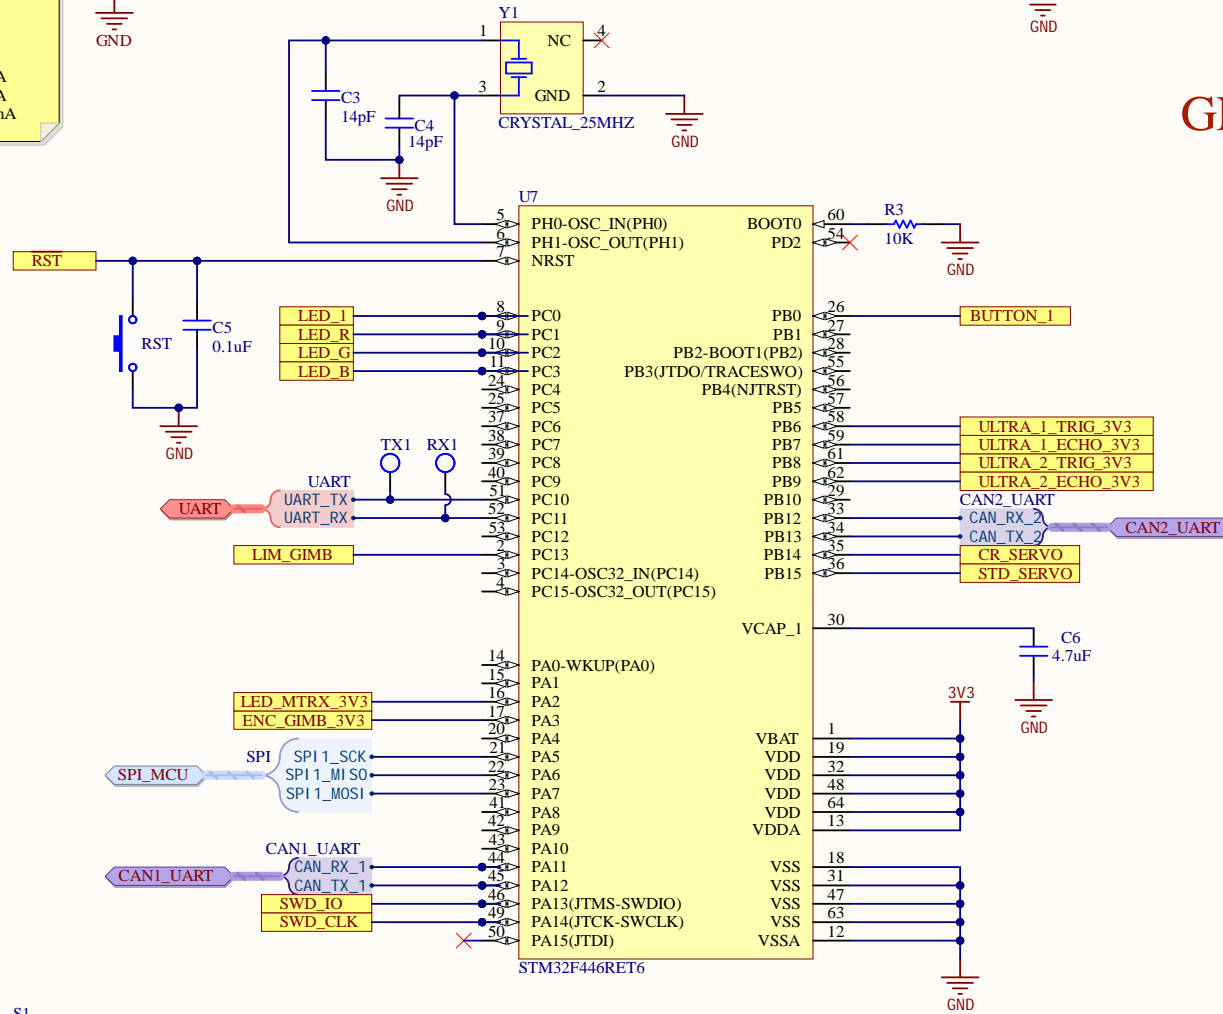 GND
GND
A
A
mA
Y1
1
NC
4
3
GND
2
CRYSTAL_25MHZ
C3
14pF
C4
14pF
GND
GND
U7
5 PH0-OSC_IN(PH0)
6 PH1-OSC_OUT(PH1)
RST
7 NRST
BOOT0 60
R3
10K
PD2 54
GND
RST
C5
0.1uF
GND
LED_1 8 PC0
LED_R 9 PC1
LED_G 10 PC2
LED_B 11 PC3
24 PC4
25 PC5
37 PC6
38 PC7
39 PC8
40 PC9
TX1 RX1
UART
UART
UART_TX 51 PC10
UART_RX 52 PC11
53 PC12
LIM_GIMB 2 PC13
3 PC14-OSC32_IN(PC14)
4 PC15-OSC32_OUT(PC15)
PB0 26 BUTTON_1
PB1 27
PB2-BOOT1(PB2) 28
PB3(JTDO/TRACESWO) 55
PB4(NJTRST) 56
PB5 57
PB6 58 ULTRA_1_TRIG_3V3
PB7 59 ULTRA_1_ECHO_3V3
PB8 61 ULTRA_2_TRIG_3V3
PB9 62 ULTRA_2_ECHO_3V3
PB10 29
CAN2_UART
PB12 33 CAN_RX_2
PB13 34 CAN_TX_2
CAN2_UART
PB14 35 CR_SERVO
PB15 36 STD_SERVO
VCAP_1 30
C6
4.7uF
GND
14 PA0-WKUP(PA0)
15 PA1
LED_MTRX_3V3 16 PA2
ENC_GIMB_3V3 17 PA3
20 PA4
SPI_MCU
SPI
SPI1_SCK 21 PA5
SPI1_MISO 22 PA6
SPI1_MOSI 23 PA7
41 PA8
42 PA9
43 PA10
CAN1_UART
CAN1_UART
CAN_RX_1 44 PA11
CAN_TX_1 45 PA12
SWD_IO 46 PA13(JTMS-SWDIO)
SWD_CLK 49 PA14(JTCK-SWCLK)
50 PA15(JTDI)
3V3
VBAT 1
VDD 19
VDD 32
VDD 48
VDD 64
VDDA 13
VSS 18
VSS 31
VSS 47
VSS 63
VSSA 12
GND
STM32F446RET6
S1